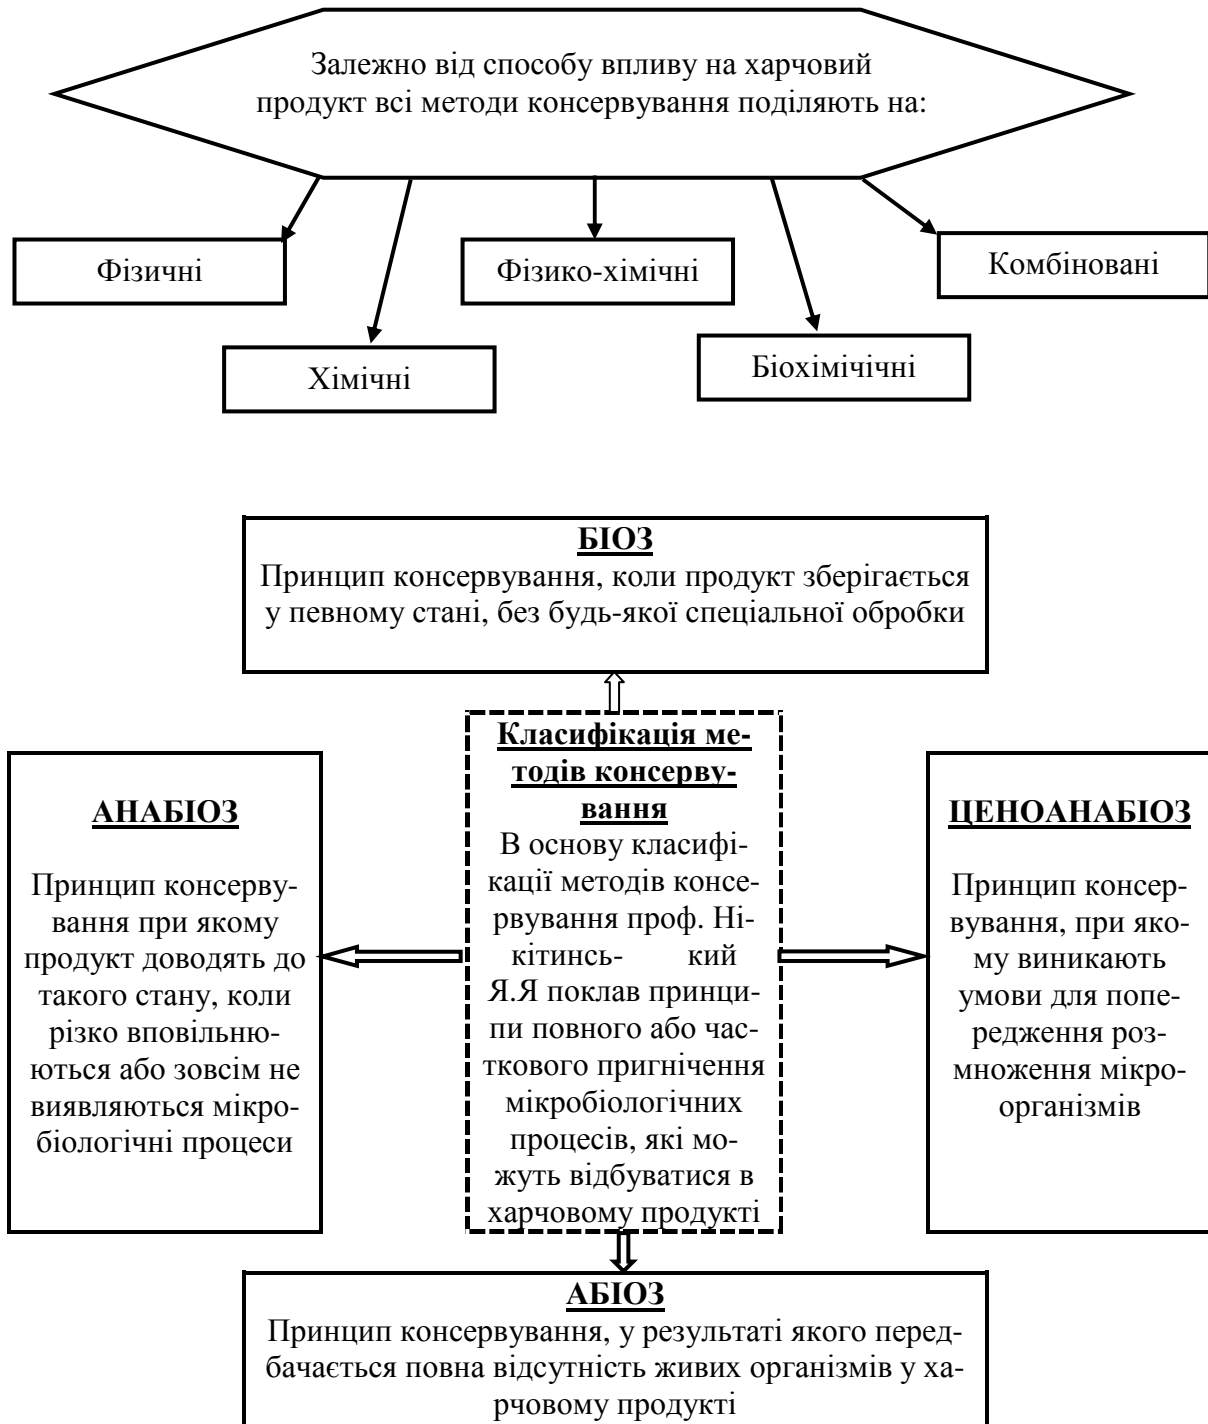 Залежно від способу впливу на харчовий
продукт всі методи консервування поділяють на:
Фізичні
Фізико-хімічні
Комбіновані
Хімічні
Біохімічічні
БІОЗ
Принцип консервування, коли продукт зберігається
у певному стані, без будь-якої спеціальної обробки
АНАБІОЗ
Принцип консерву-
вання при якому
продукт доводять до
такого стану, коли
різко вповільню-
ються або зовсім не
виявляються мікро-
біологічні процеси
Класифікація ме-
тодів консерву-
вання
В основу класифі-
кації методів консе-
рвування проф. Ні-
кітинсь- кий
Я.Я поклав принци-
пи повного або час-
ткового пригнічення
мікробіологічних
процесів, які мо-
жуть відбуватися в
харчовому продукті
ЦЕНОАНАБІОЗ
Принцип консер-
вування, при яко-
му виникають
умови для попе-
редження роз-
множення мікро-
організмів
АБІОЗ
Принцип консервування, у результаті якого перед-
бачається повна відсутність живих організмів у ха-
рчовому продукті